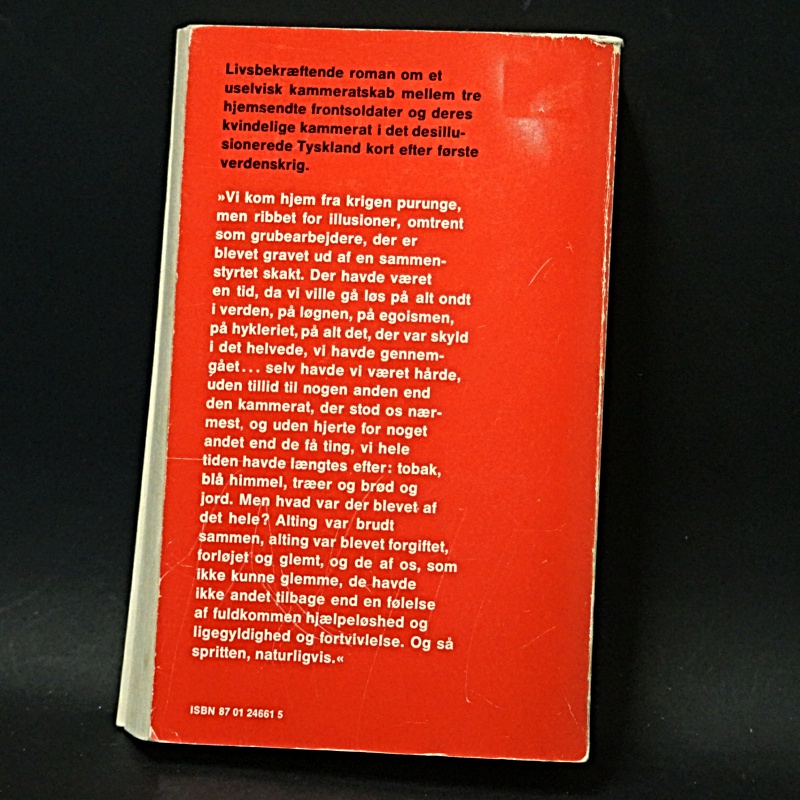 Livsbekræftende roman om et
uselvisk kammeratskab mellem tre
hjemsendte frontsoldater og deres
kvindelige kammerat i det desillu-
sionerede Tyskland kort efter første
verdenskrig.
»Vi kom hjem fra krigen purunge,
men ribbet for illusioner, omtrent
som grubearbejdere, der er
blevet gravet ud af en sammen-
styrtet skakt. Der havde været
en tid, da vi ville gå løs på alt ondt
i verden, på løgnen, på egoismen,
på hykleriet, på alt det, der var skyld
i det helvede, vi havde gennem-
gået... selv havde vi været hårde,
uden tillid til nogen anden end
den kammerat, der stod os nær-
mest, og uden hjerte for noget
andet end de få ting, vi hele
tiden havde længtes efter: tobak,
blå himmel, træer og brød og
jord. Men hvad var der blevet af
det hele? Alting var brudt
sammen, alting var blevet forgiftet,
forløjet og glemt, og de af os, som
ikke kunne glemme, de havde
ikke andet tilbage end en følelse
af fuldkommen hjælpeløshed og
ligegyldighed og fortvivlelse. Og så
spritten, naturligvis.«
ISBN 87 01 24661 5